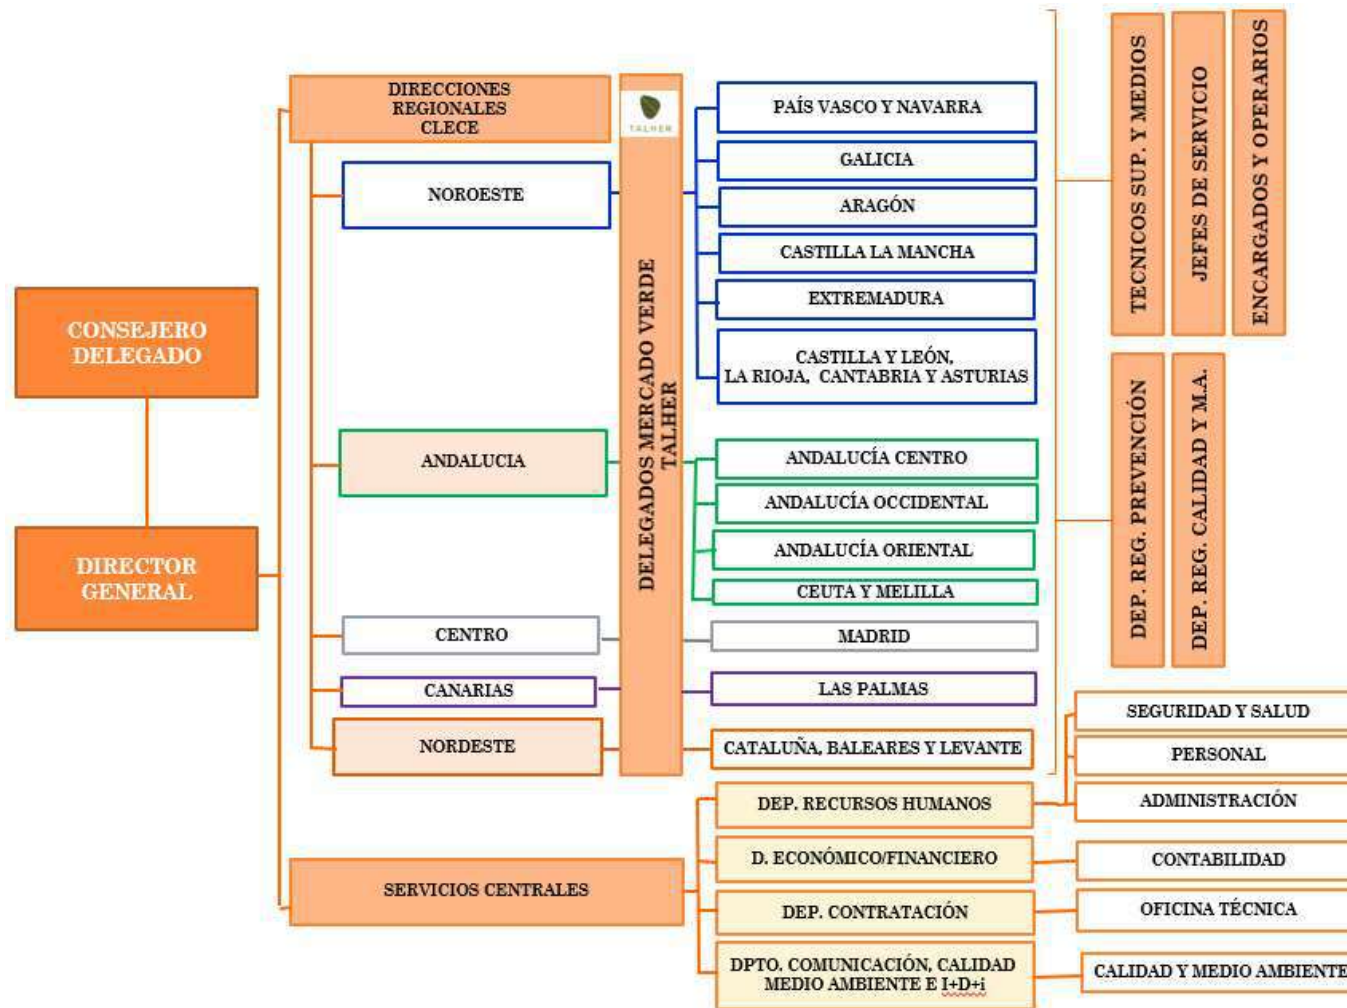 CONSEJERO
DELEGADO
DIRECTOR
GENERAL
DIRECCIONES
REGIONALES
CLECE
NOROESTE
ANDALUCIA
CENTRO
CANARIAS
NORDESTE
SERVICIOS CENTRALES
TALHER
DELEGADOS MERCADO VERDE
TALHER
PAÍS VASCO Y NAVARRA
GALICIA
ARAGÓN
CASTILLA LA MANCHA
EXTREMADURA
CASTILLA Y LEÓN,
LA RIOJA, CANTABRIA Y ASTURIAS
ANDALUCÍA CENTRO
ANDALUCÍA OCCIDENTAL
ANDALUCÍA ORIENTAL
CEUTA Y MELILLA
MADRID
LAS PALMAS
CATALUÑA, BALEARES Y LEVANTE
DEP. RECURSOS HUMANOS
D. ECONÓMICO/FINANCIERO
DEP. CONTRATACIÓN
DPTO. COMUNICACIÓN, CALIDAD
MEDIO AMBIENTE E I+D+i
TECNICOS SUP. Y MEDIOS
JEFES DE SERVICIO
ENCARGADOS Y OPERARIOS
DEP. REG. PREVENCIÓN
DEP. REG. CALIDAD Y M.A.
SEGURIDAD Y SALUD
PERSONAL
ADMINISTRACIÓN
CONTABILIDAD
OFICINA TÉCNICA
CALIDAD Y MEDIO AMBIENTE